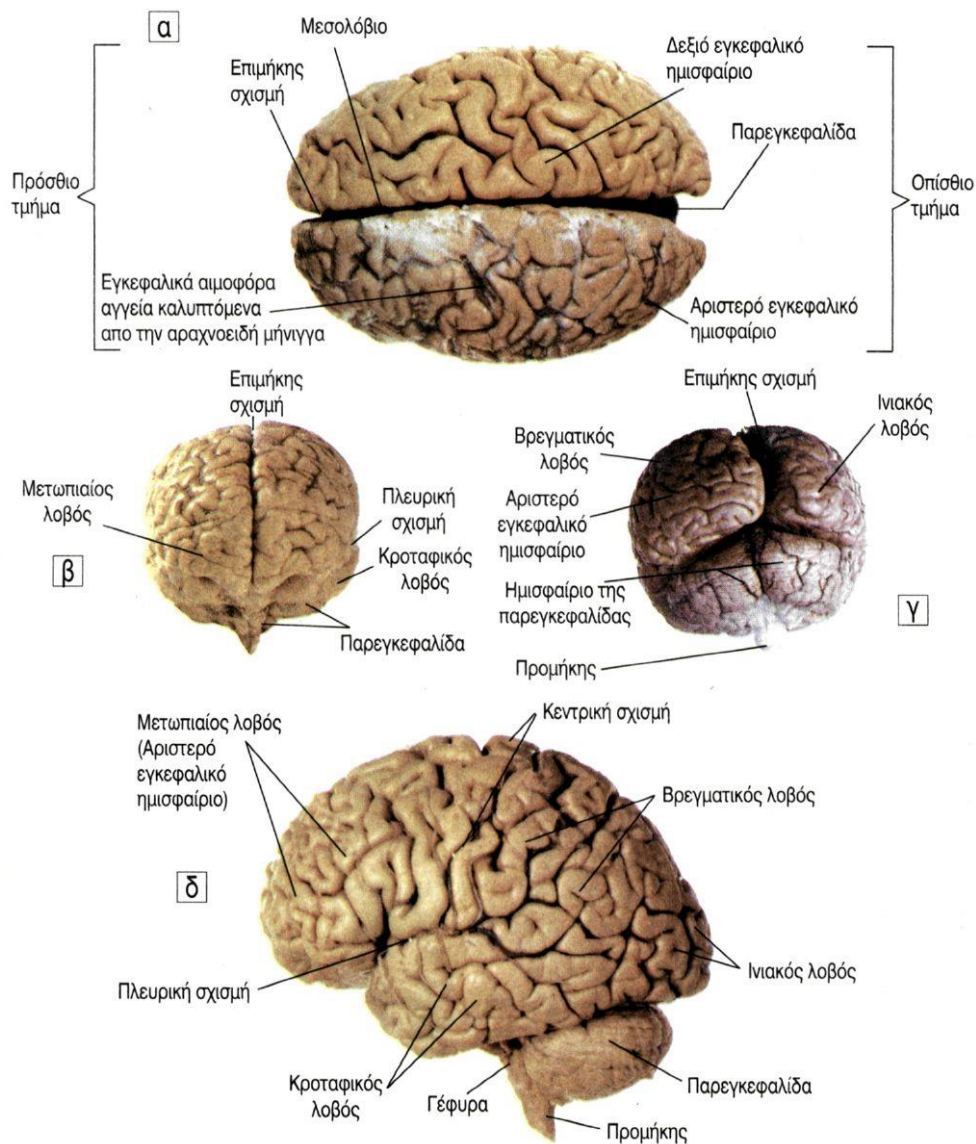 α
Μεσολόβιο
Επιμήκης
σχισμή
Δεξιό εγκεφαλικό
ημισφαίριο
Παρεγκεφαλίδα
Πρόσθιο
τμήμα
Οπίσθιο
τμήμα
Εγκεφαλικά αιμοφόρα
αγγεία καλυπτόμενα
απο την αραχνοειδή μήνιγγα
Αριστερό εγκεφαλικό
ημισφαίριο
Επιμήκης
σχισμή
Μετωπιαίος
λοβός
Πλευρική
σχισμή
Κροταφικός
λοβός
β
Παρεγκεφαλίδα
Επιμήκης σχισμή
Ινιακός
λοβός
Βρεγματικός
λοβός
Αριστερό
εγκεφαλικό
ημισφαίριο
Ημισφαίριο της
παρεγκεφαλίδας
γ
Προμήκης
Μετωπιαίος λοβός
(Αριστερό
εγκεφαλικό
ημισφαίριο)
Κεντρική σχισμή
Βρεγματικός λοβός
δ
Πλευρική σχισμή
Ινιακός λοβός
Κροταφικός
λοβός
Γέφυρα
Παρεγκεφαλίδα
Προμήκης